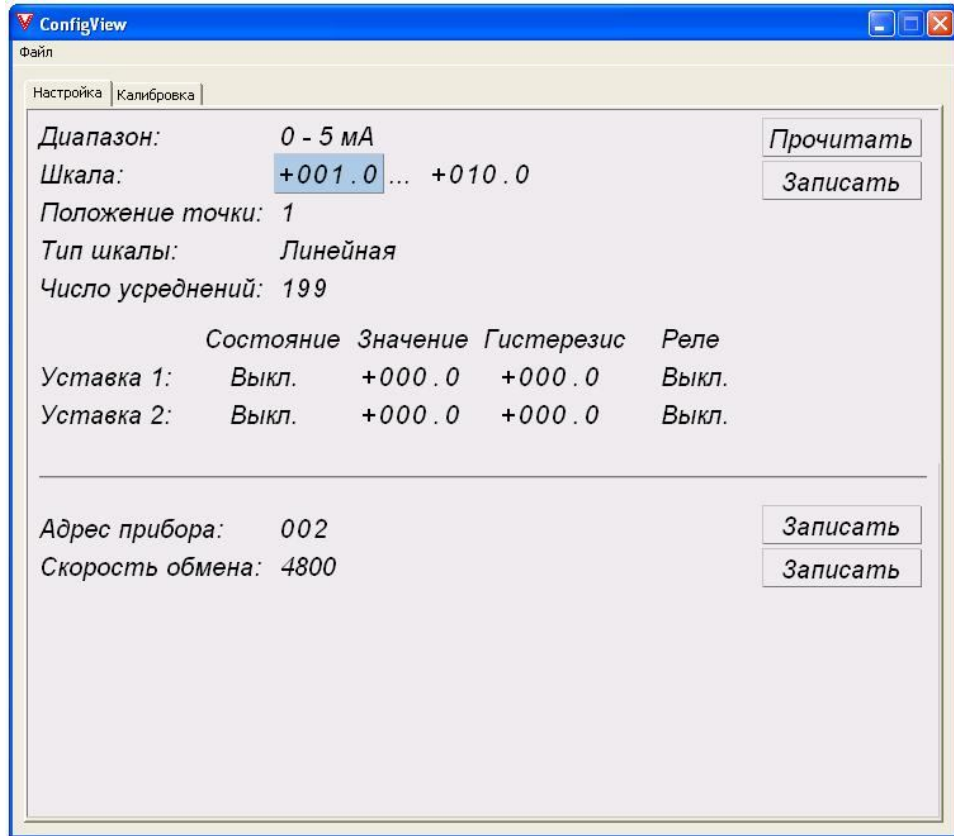 ConfigView
Файл
Настройка Калибровка
Диапазон: 0 - 5 мА Прочитать
Шкала: +001.0 ... +010.0 Записать
Положение точки: 1
Тип шкалы: Линейная
Число усреднений: 199
Состояние Значение Гистерезис Реле
Уставка 1: Выкл. +000.0 +000.0 Выкл.
Уставка 2: Выкл. +000.0 +000.0 Выкл.
Адрес прибора: 002 Записать
Скорость обмена: 4800 Записать